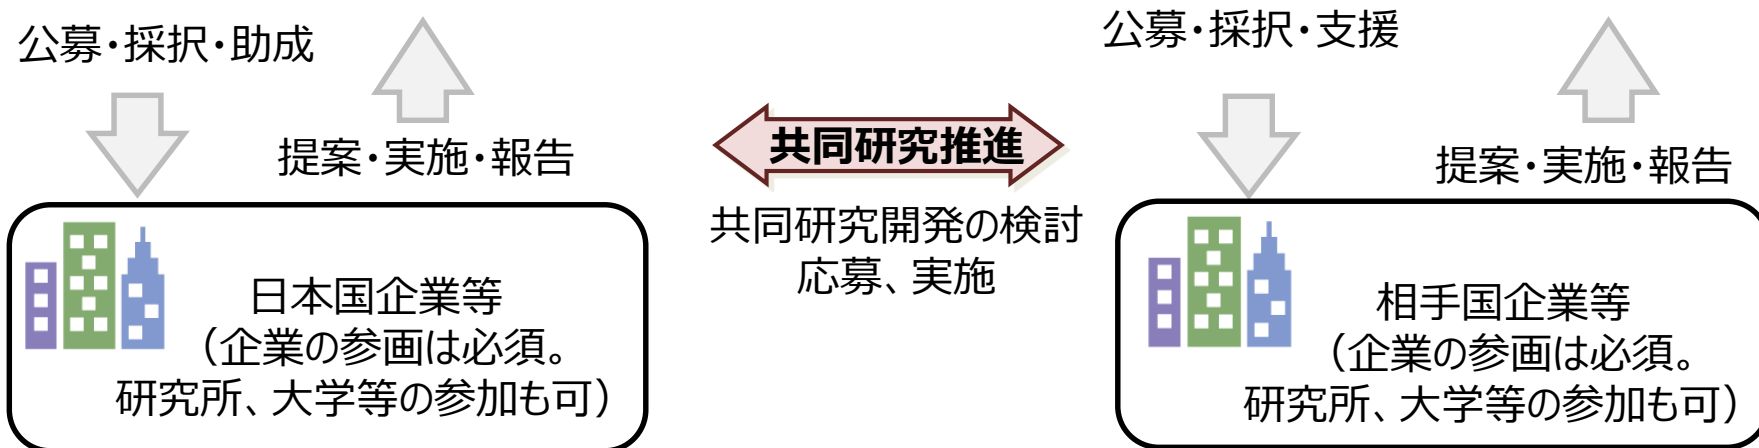 公募・採択・助成
提案・実施・報告
日本国企業等
（企業の参画は必須。
研究所、大学等の参加も可）
共同研究推進
共同研究開発の検討
応募、実施
公募・採択・支援
提案・実施・報告
相手国企業等
（企業の参画は必須。
研究所、大学等の参加も可）